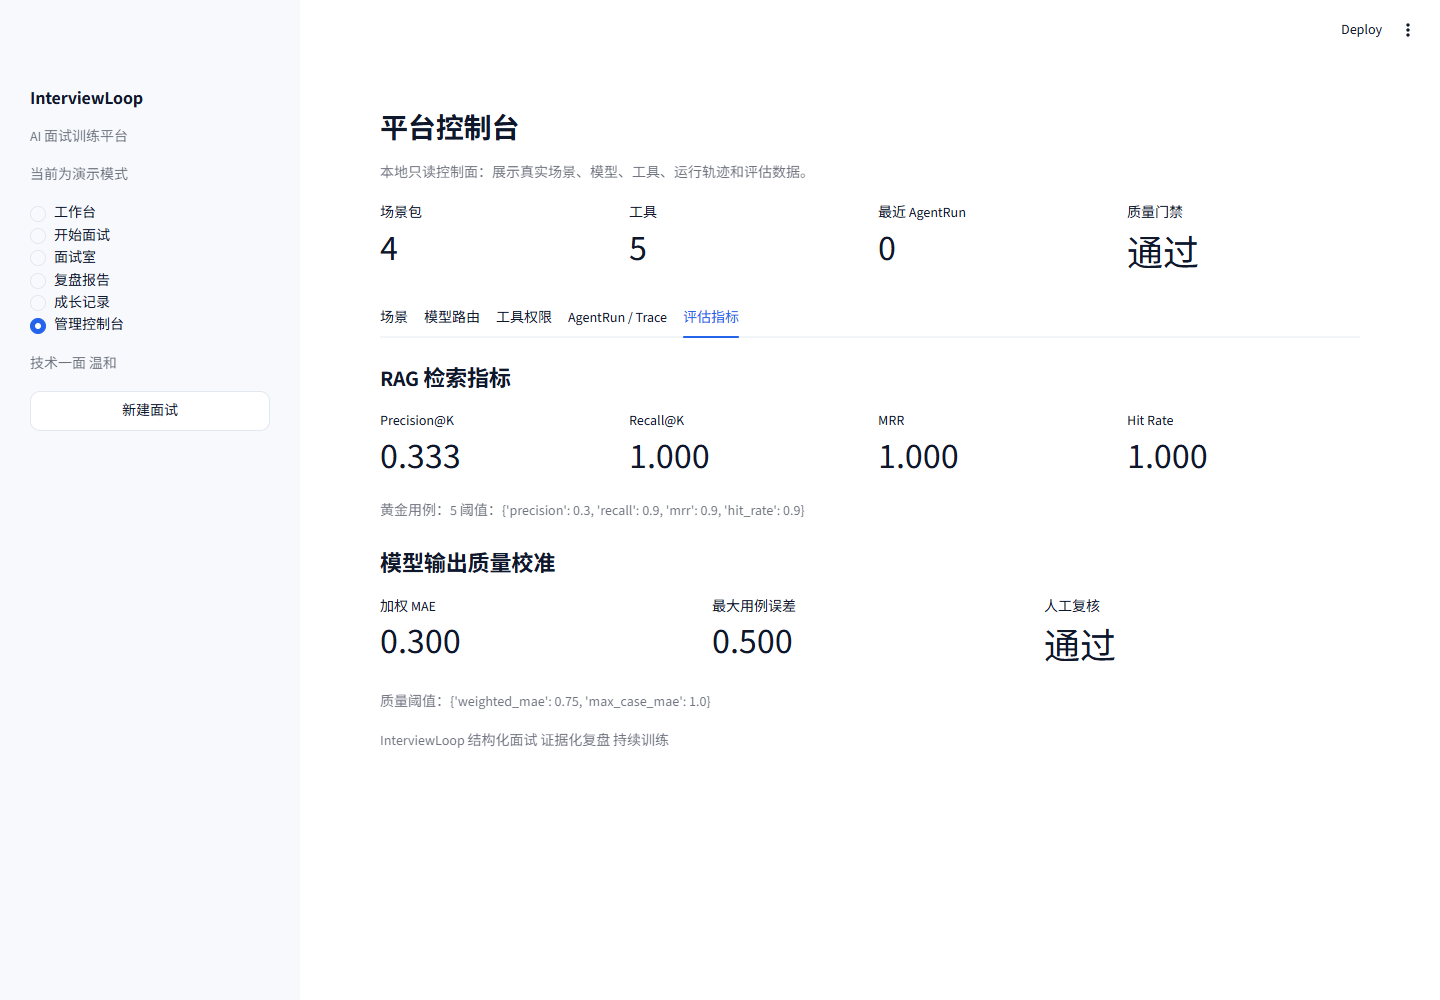 Deploy
InterviewLoop
AI 面试训练平台
当前为演示模式
工作台
开始面试
面试室
复盘报告
成长记录
管理控制台
技术一面 温和
新建面试
平台控制台
本地只读控制面：展示真实场景、模型、工具、运行轨迹和评估数据。
场景包 工具 最近 AgentRun 质量门禁
4 5 0 通过
场景 模型路由 工具权限 AgentRun / Trace 评估指标
RAG 检索指标
Precision@K Recall@K MRR Hit Rate
0.333 1.000 1.000 1.000
黄金用例：5 阈值：{'precision': 0.3, 'recall': 0.9, 'mrr': 0.9, 'hit_rate': 0.9}
模型输出质量校准
加权 MAE 最大用例误差 人工复核
0.300 0.500 通过
质量阈值：{'weighted_mae': 0.75, 'max_case_mae': 1.0}
InterviewLoop 结构化面试 证据化复盘 持续训练